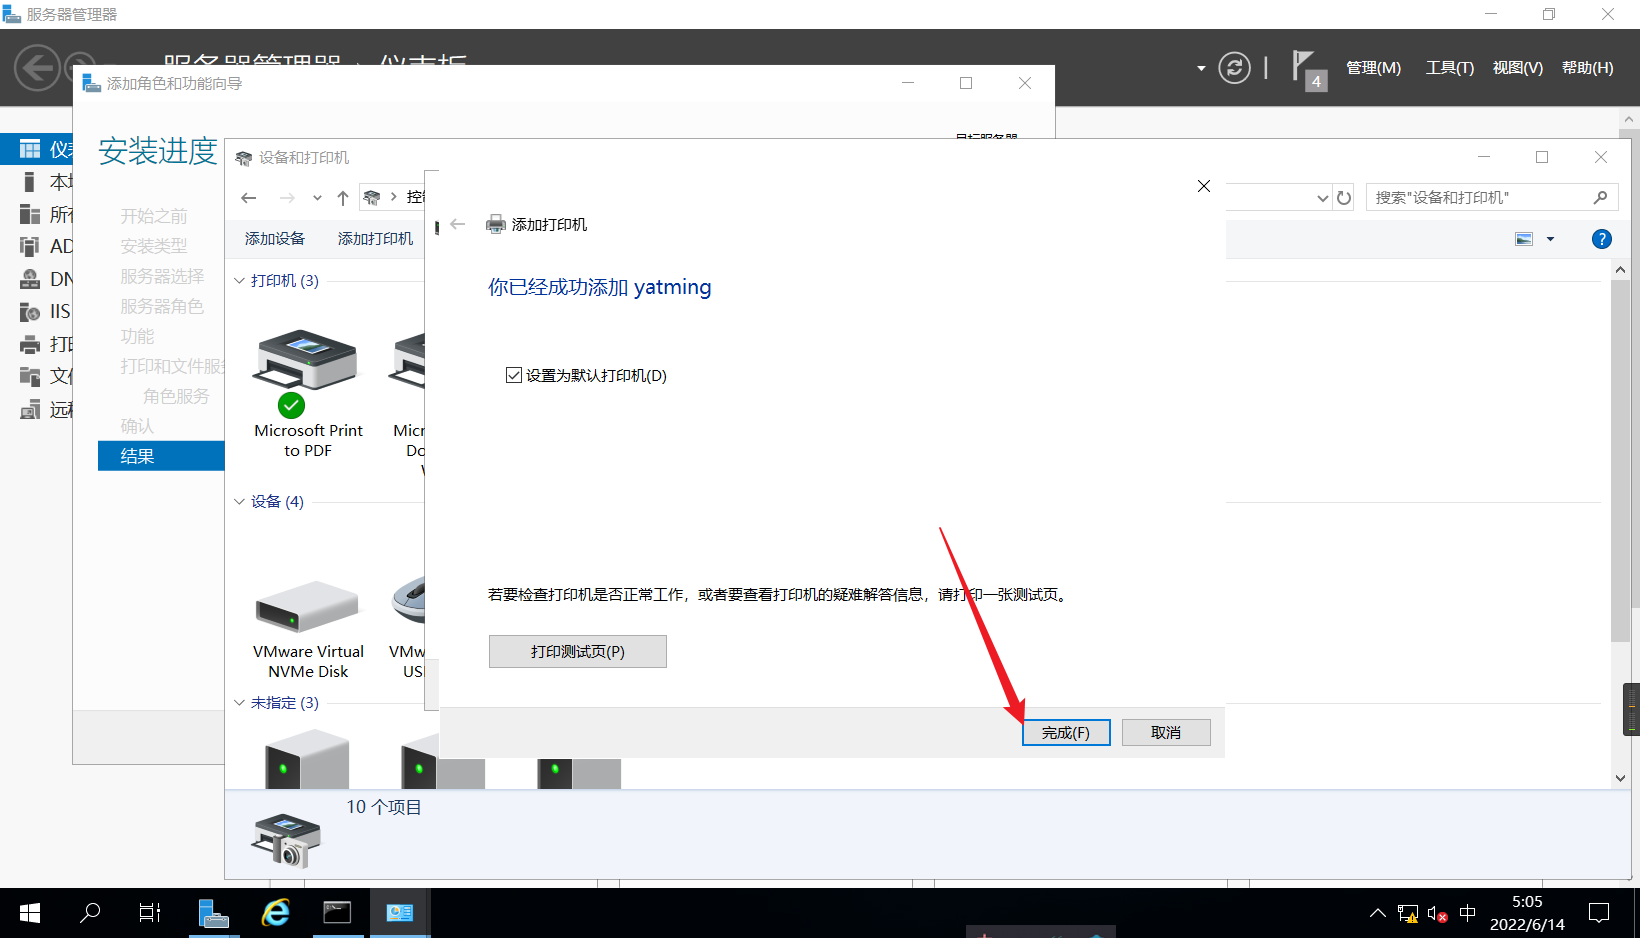 服务器管理器
服务器管理器 · 仪表板
4
管理(M)
工具(T)
视图(V)
帮助(H)
添加角色和功能向导
安装进度
目标服务器
开始之前
安装类型
服务器选择
服务器角色
功能
打印和文件服务
角色服务
确认
结果
仪表
本地
所有
AD
DN
IIS
打印
文件
远程
设备和打印机
控制
搜索"设备和打印机"
添加设备
添加打印机
?
打印机 (3)
Microsoft Print
to PDF
Micr
Do
W
设备 (4)
VMware Virtual
NVMe Disk
VMw
USI
未指定 (3)
10 个项目
添加打印机
你已经成功添加 yatming
设置为默认打印机(D)
若要检查打印机是否正常工作，或者要查看打印机的疑难解答信息，请打印一张测试页。
打印测试页(P)
完成(F)
取消
中
5:05
2022/6/14